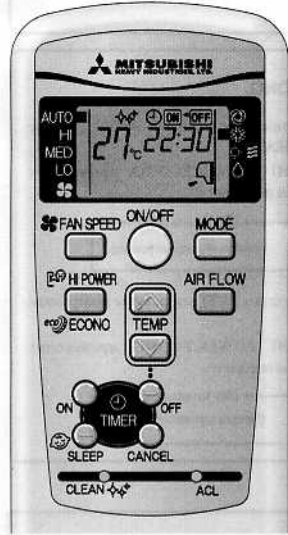 MITSUBISHI
HEAVY INDUSTRIES, LTD.
AUTO ON OFF
HI 27°C 22:30
MED
LO
FAN SPEED ON/OFF MODE
HI POWER AIR FLOW
eco ECONO TEMP
ON OFF
TIMER
SLEEP CANCEL
CLEAN ACL